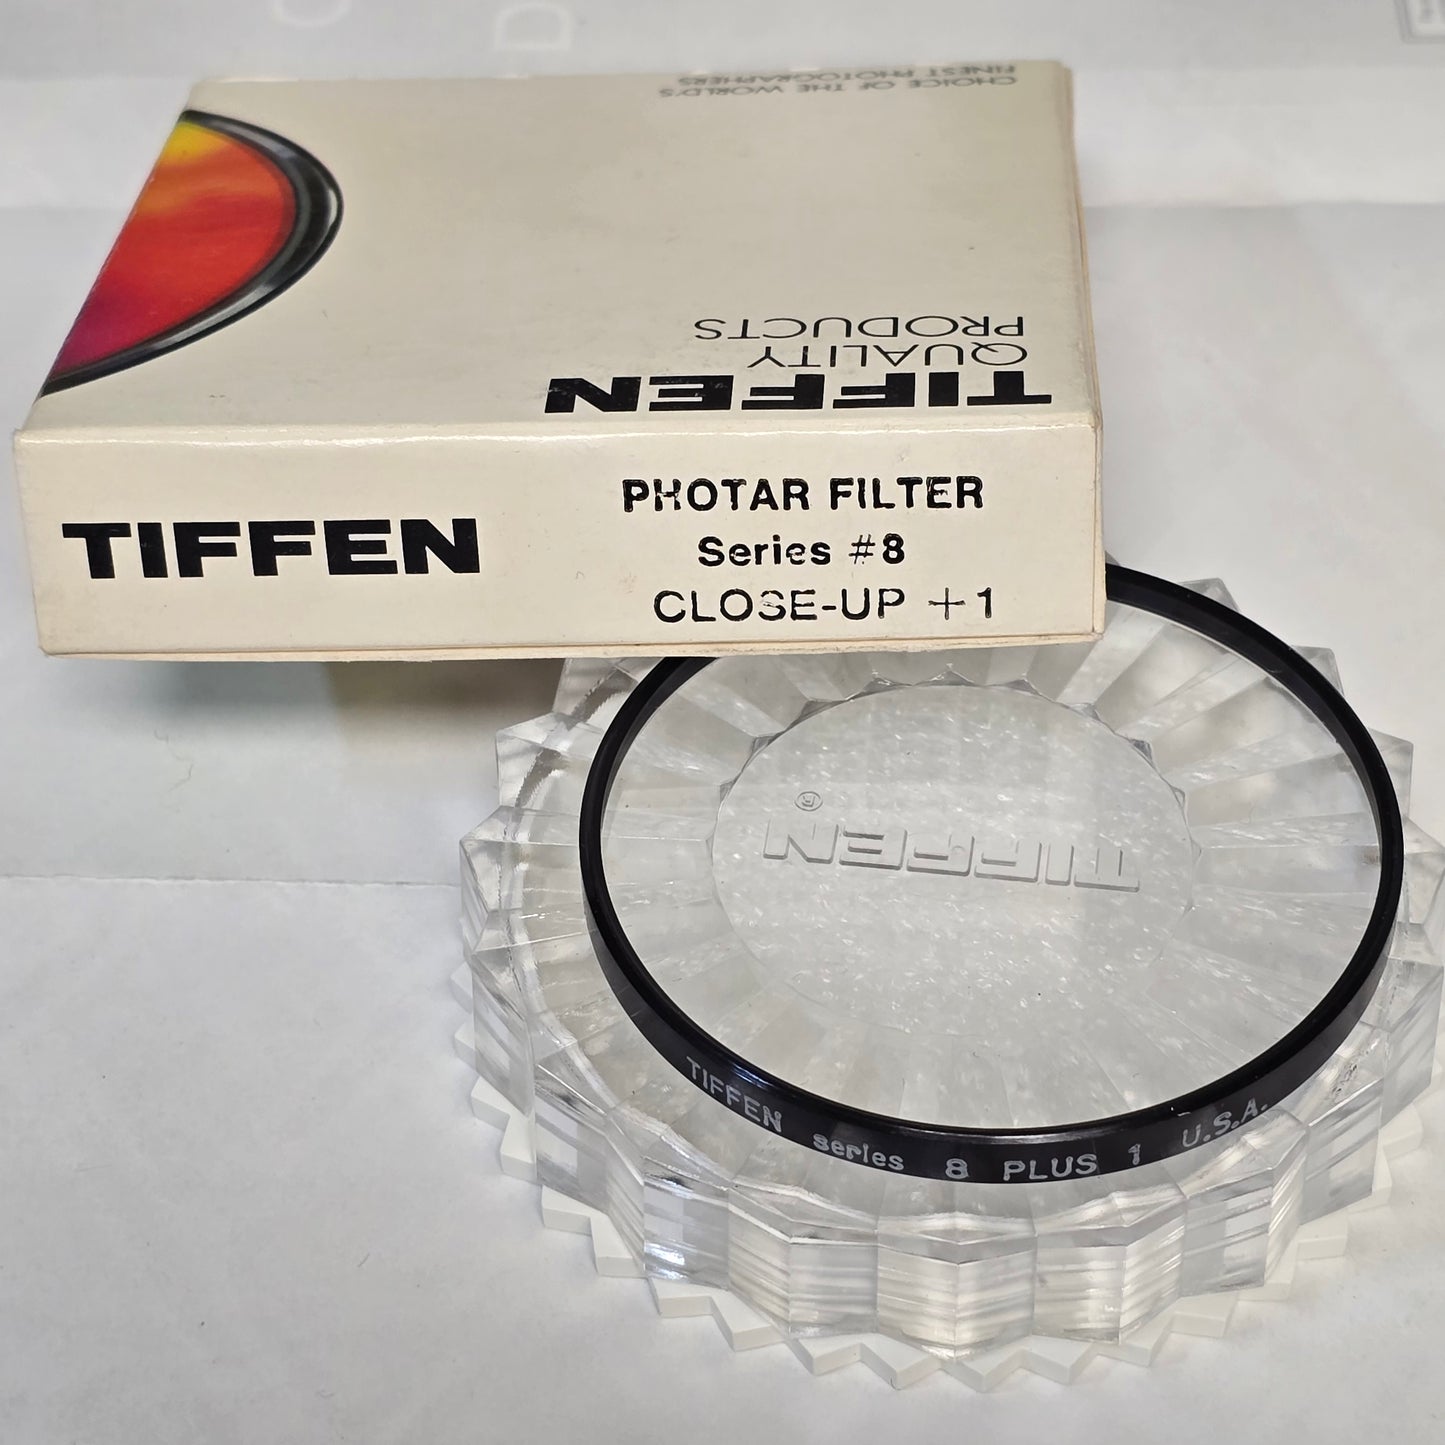 CHOICE OF THE WORLD'S
FINEST PHOTOGRAPHERS
TIFFEN
QUALITY
PRODUCTS
TIFFEN
PHOTAR FILTER
Series #8
CLOSE-UP +1
TIFFEN®
TIFFEN series 8 PLUS 1 U.S.A.